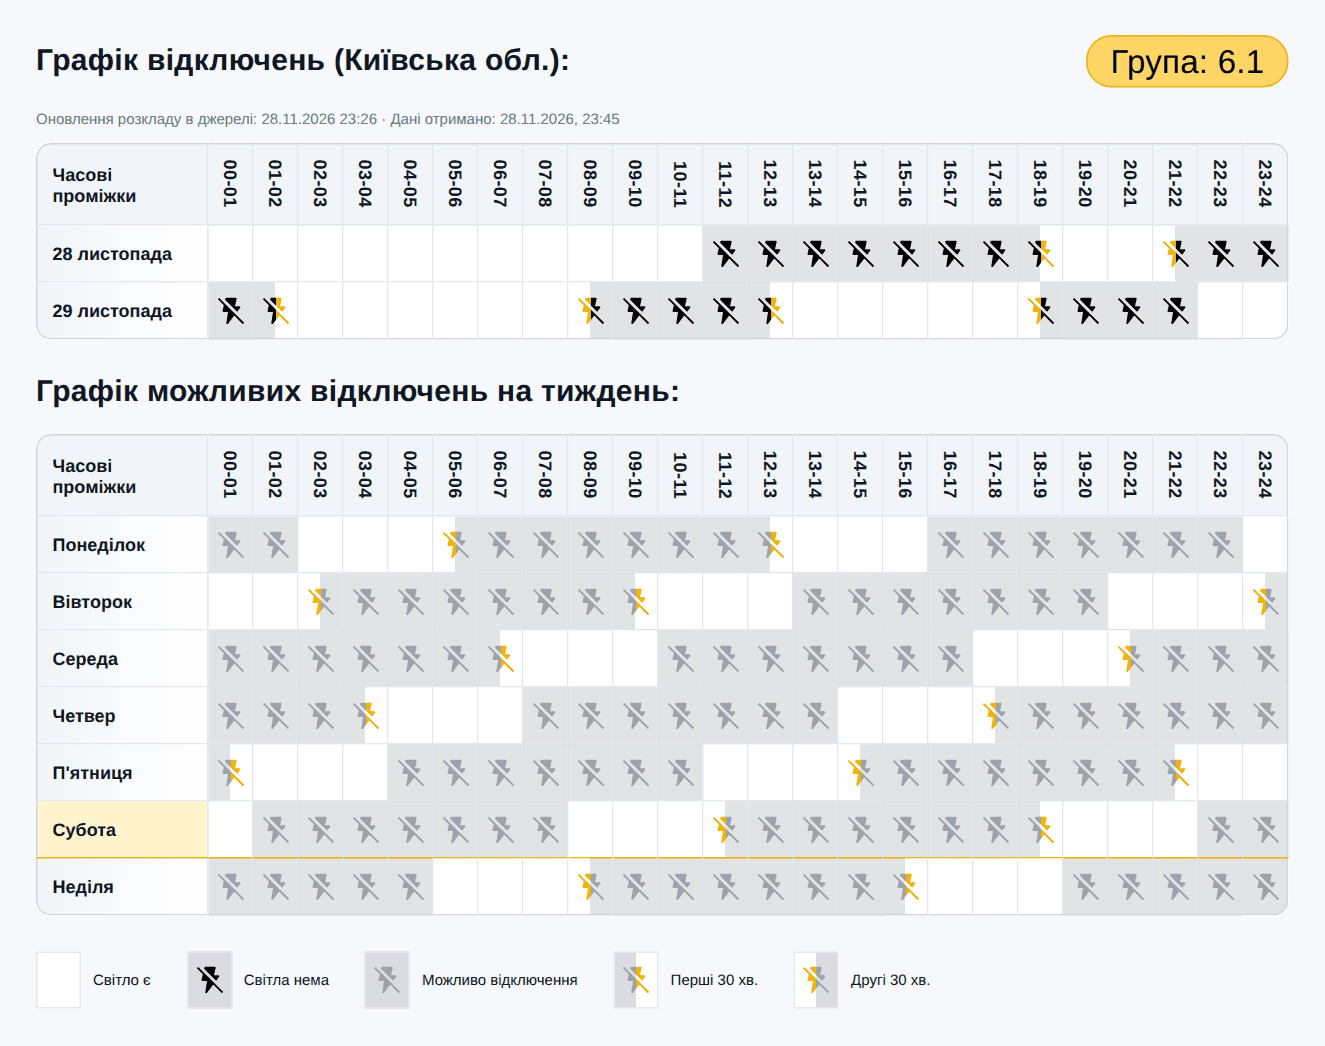 Графік відключень (Київська обл.):
Група: 6.1
Оновлення розкладу в джерелі: 28.11.2026 23:26 · Дані отримано: 28.11.2026, 23:45
Часові проміжки 00-01 01-02 02-03 03-04 04-05 05-06 06-07 07-08 08-09 09-10 10-11 11-12 12-13 13-14 14-15 15-16 16-17 17-18 18-19 19-20 20-21 21-22 22-23 23-24
28 листопада
29 листопада
Графік можливих відключень на тиждень:
Часові проміжки 00-01 01-02 02-03 03-04 04-05 05-06 06-07 07-08 08-09 09-10 10-11 11-12 12-13 13-14 14-15 15-16 16-17 17-18 18-19 19-20 20-21 21-22 22-23 23-24
Понеділок
Вівторок
Середа
Четвер
П'ятниця
Субота
Неділя
Світло є Світла нема Можливо відключення Перші 30 хв. Другі 30 хв.